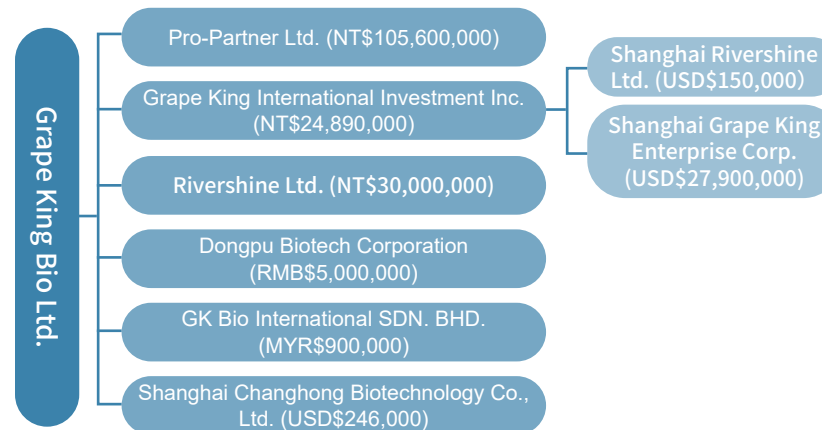 Grape King Bio Ltd.
Pro-Partner Ltd. (NT$105,600,000)
Grape King International Investment Inc.
(NT$24,890,000)
Rivershine Ltd. (NT$30,000,000)
Dongpu Biotech Corporation
(RMB$5,000,000)
GK Bio International SDN. BHD.
(MYR$900,000)
Shanghai Changhong Biotechnology Co.,
Ltd. (USD$246,000)
Shanghai Rivershine
Ltd. (USD$150,000)
Shanghai Grape King
Enterprise Corp.
(USD$27,900,000)